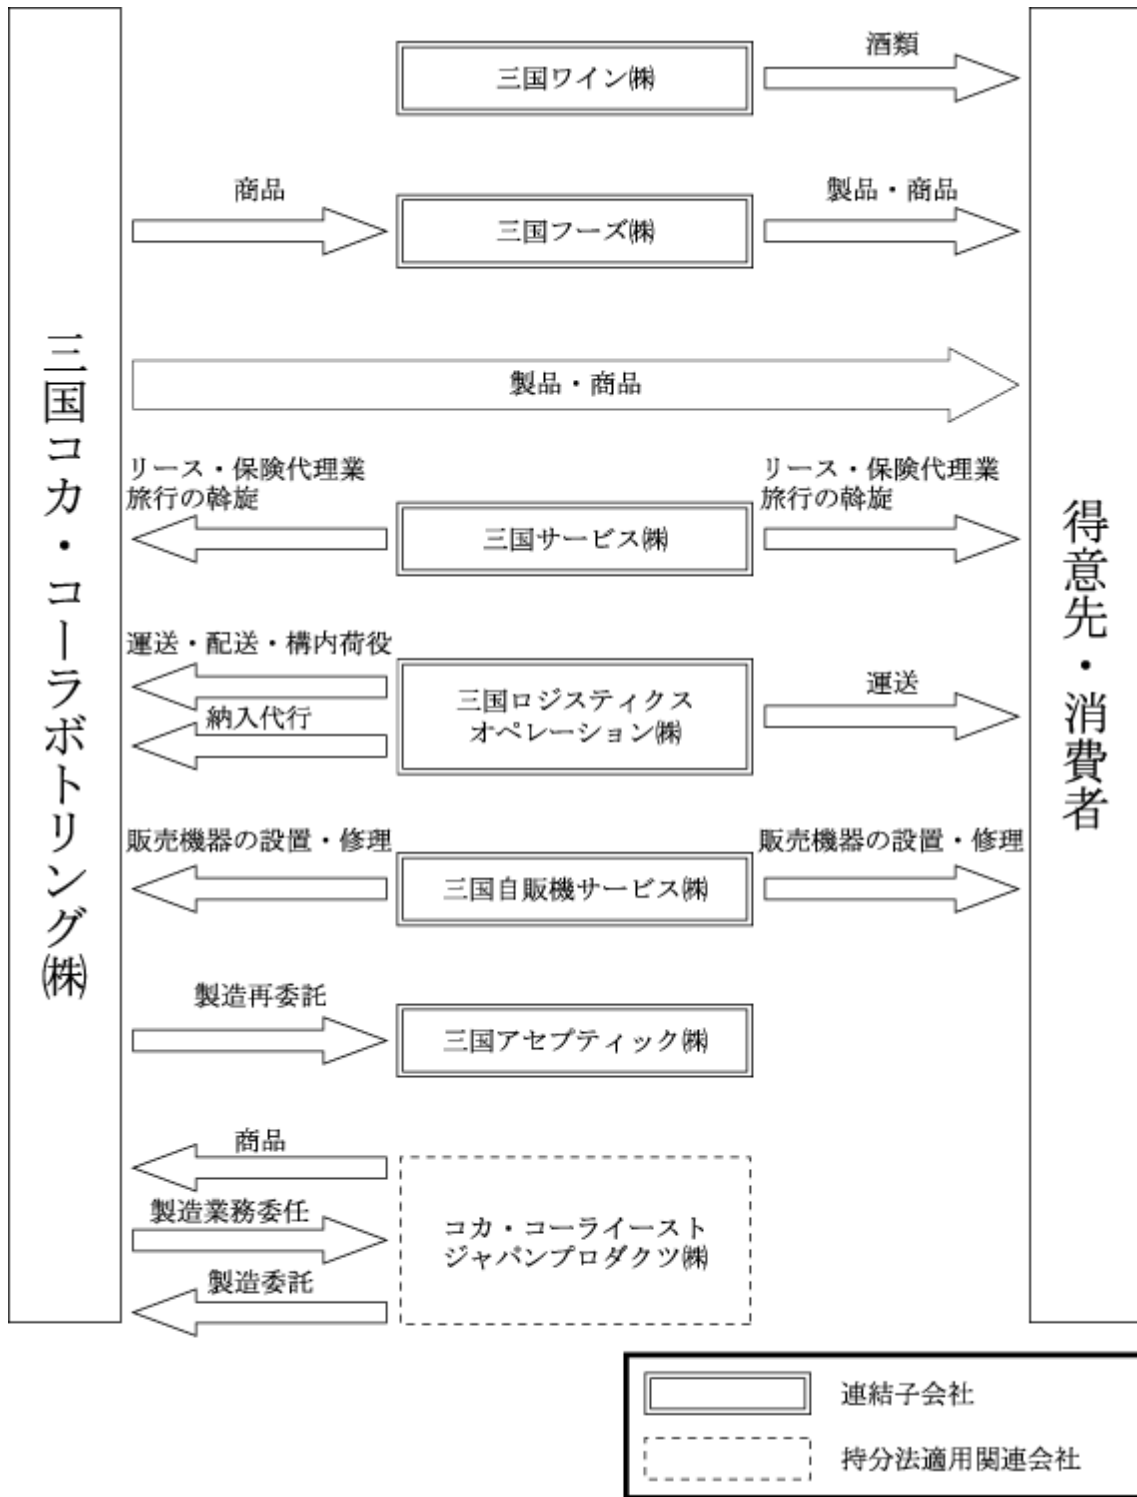 三国コカ・コーラボトリング㈱
三国ワイン㈱
酒類
商品
三国フーズ㈱
製品・商品
製品・商品
リース・保険代理業
旅行の斡旋
三国サービス㈱
リース・保険代理業
旅行の斡旋
運送・配送・構内荷役
納入代行
三国ロジスティクス
オペレーション㈱
運送
販売機器の設置・修理
三国自販機サービス㈱
販売機器の設置・修理
製造再委託
三国アセプティック㈱
商品
製造業務委任
製造委託
コカ・コーライースト
ジャパンプロダクツ㈱
得意先・消費者
連結子会社
持分法適用関連会社